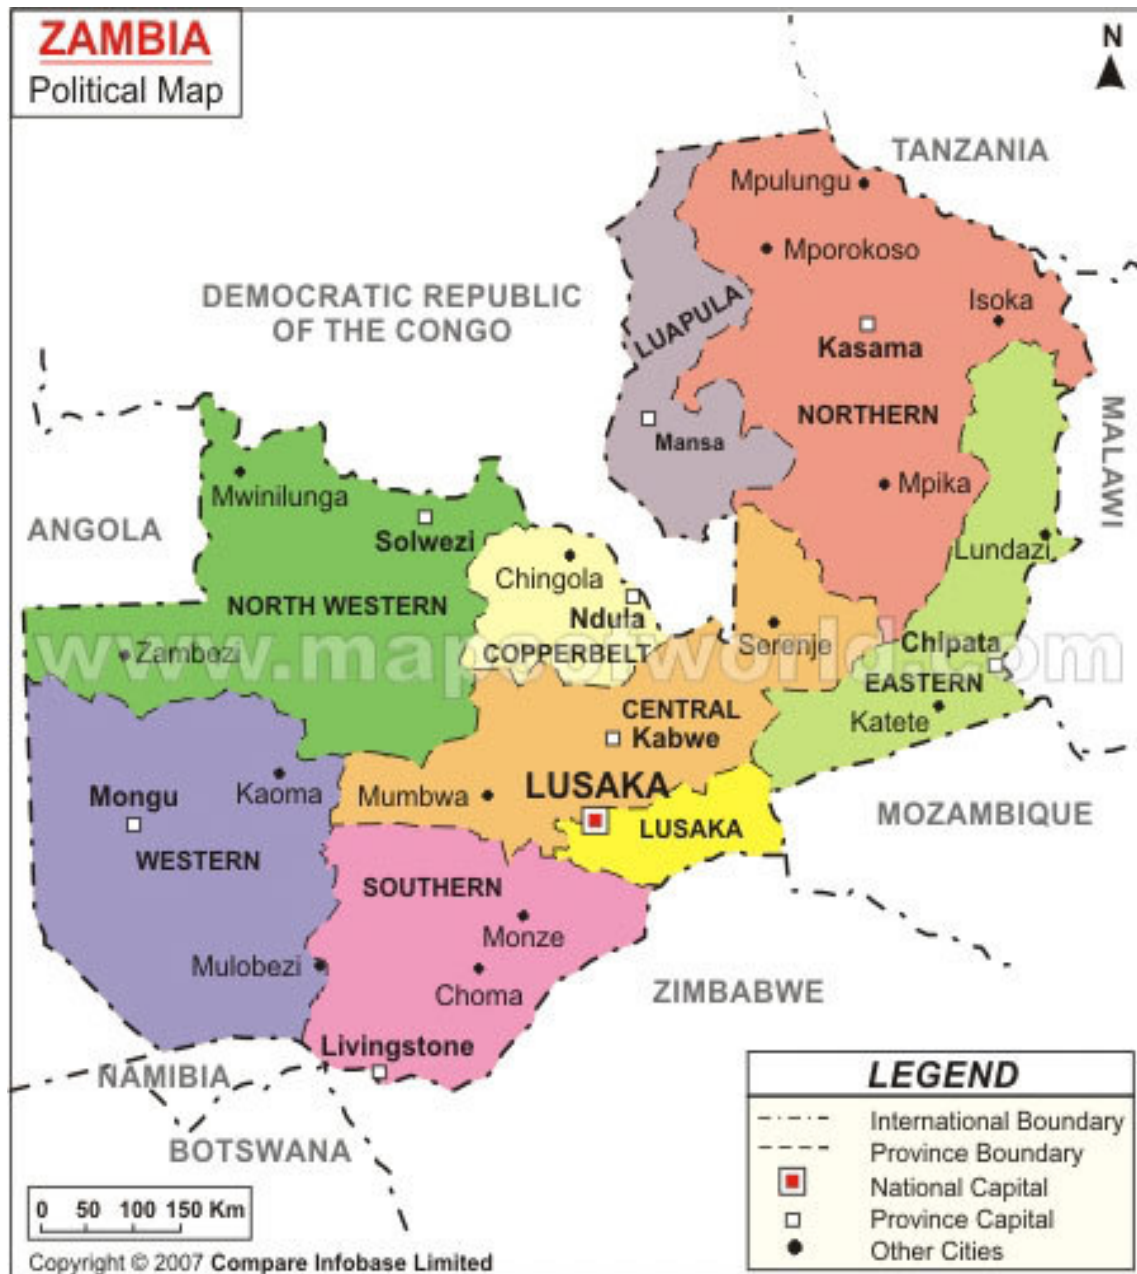 ZAMBIA
Political Map
N
TANZANIA
Mpulungu
Mporokoso
DEMOCRATIC REPUBLIC
OF THE CONGO
LUAPULA
Isoka
Kasama
MALAWI
NORTHERN
Mansa
Mwinilunga
Mpika
ANGOLA
Solwezi
Lundazi
Chingola
NORTH WESTERN
Ndula
www.mapsofworld.com
Zambezi
COPPERBELT
Serenje
Chipata
EASTERN
CENTRAL
Katete
Kabwe
Mongu
Kaoma
Mumbwa
LUSAKA
LUSAKA
MOZAMBIQUE
WESTERN
SOUTHERN
Monze
Mulobezi
Choma
ZIMBABWE
Livingstone
NAMIBIA
BOTSWANA
LEGEND
International Boundary
Province Boundary
National Capital
Province Capital
Other Cities
0 50 100 150 Km
Copyright © 2007 Compare Infobase Limited